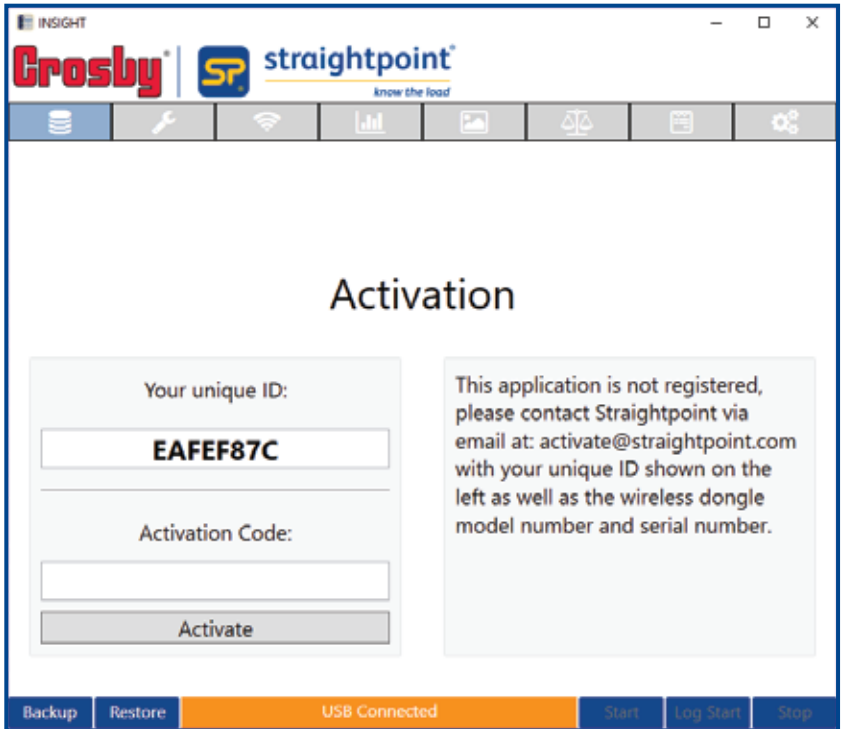 INSIGHT
Crosby
SP.
straightpoint®
know the load
Activation
Your unique ID:
EAFEF87C
Activation Code:
Activate
This application is not registered,
please contact Straightpoint via
email at: activate@straightpoint.com
with your unique ID shown on the
left as well as the wireless dongle
model number and serial number.
Backup
Restore
USB Connected
Start
Log Start
Stop